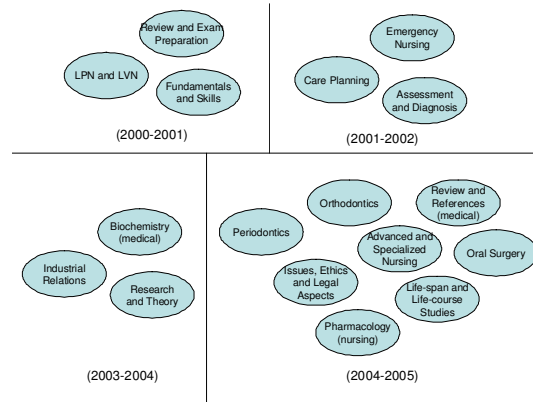 Review and Exam
Preparation
LPN and LVN
Fundamentals
and Skills
(2000-2001)
Emergency
Nursing
Care Planning
Assessment
and Diagnosis
(2001-2002)
Biochemistry
(medical)
Industrial
Relations
Research
and Theory
(2003-2004)
Orthodontics
Review and
References
(medical)
Periodontics
Advanced and
Specialized
Nursing
Oral Surgery
Issues, Ethics
and Legal
Aspects
Life-span and
Life-course
Studies
Pharmacology
(nursing)
(2004-2005)